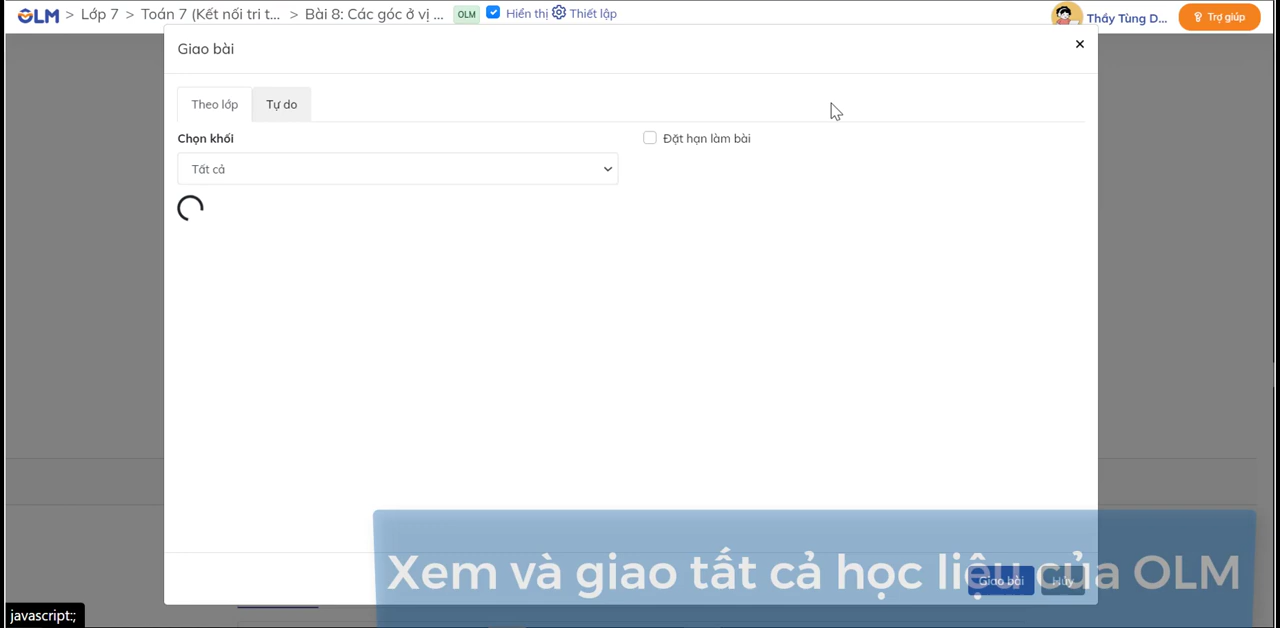 OLM > Lớp 7 > Toán 7 (Kết nối tri t... > Bài 8: Các góc ở vị ... OLM Hiển thị Thiết lập Thầy Tùng D... Trợ giúp
Giao bài
Theo lớp Tự do
Chọn khối Đặt hạn làm bài
Tất cả
Xem và giao tất cả học liệu của OLM
Giao bài Hủy
javascript:;